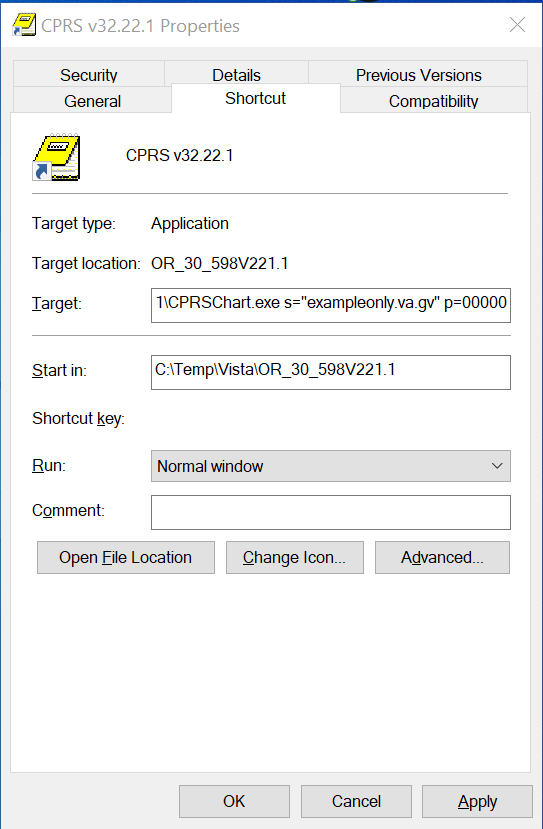 CPRS v32.22.1 Properties
Security Details Previous Versions
General Shortcut Compatibility
CPRS v32.22.1
Target type: Application
Target location: OR_30_598V221.1
Target: 1\CPRSChart.exe s="exampleonly.va.gv" p=00000
Start in: C:\Temp\Vista\OR_30_598V221.1
Shortcut key:
Run: Normal window
Comment:
Open File Location Change Icon... Advanced...
OK Cancel Apply